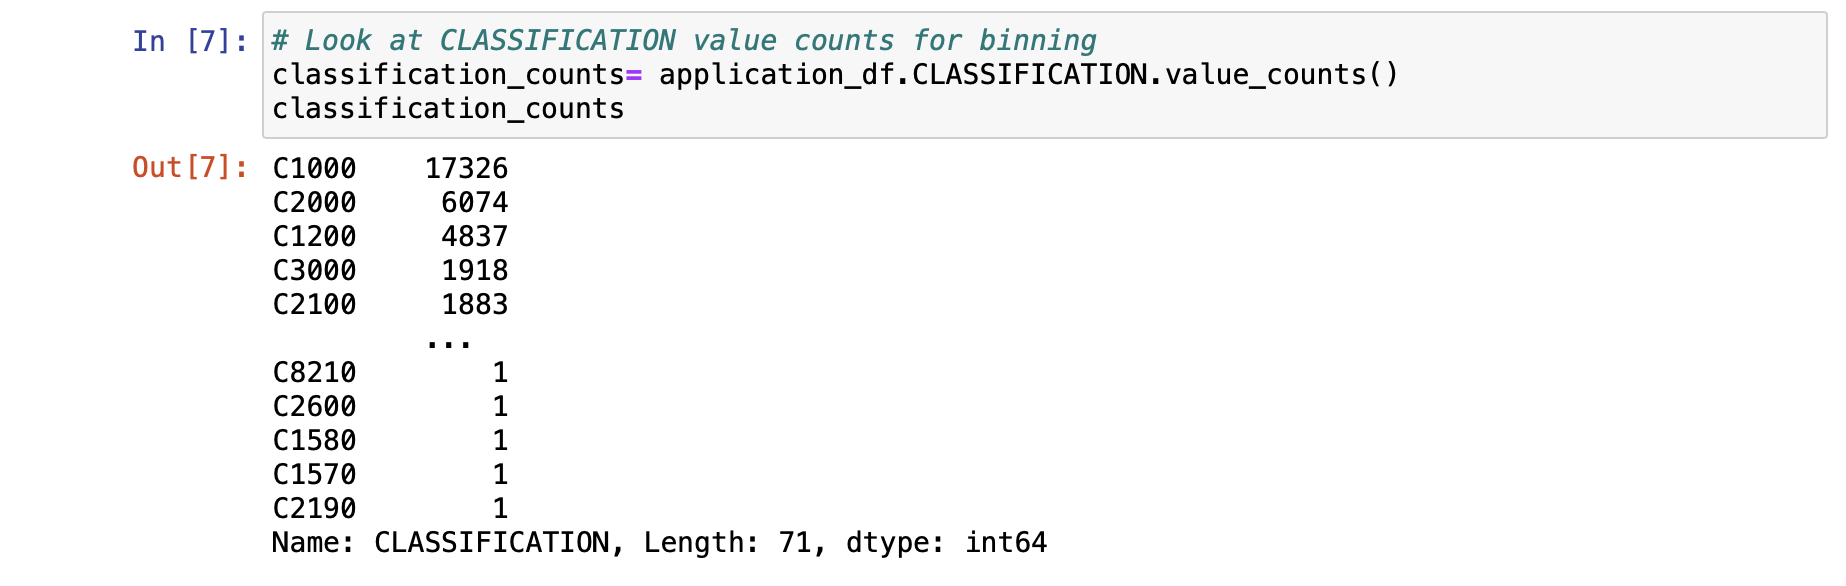 In [7]: # Look at CLASSIFICATION value counts for binning
classification_counts= application_df.CLASSIFICATION.value_counts()
classification_counts
Out[7]: C1000 17326
C2000 6074
C1200 4837
C3000 1918
C2100 1883
...
C8210 1
C2600 1
C1580 1
C1570 1
C2190 1
Name: CLASSIFICATION, Length: 71, dtype: int64